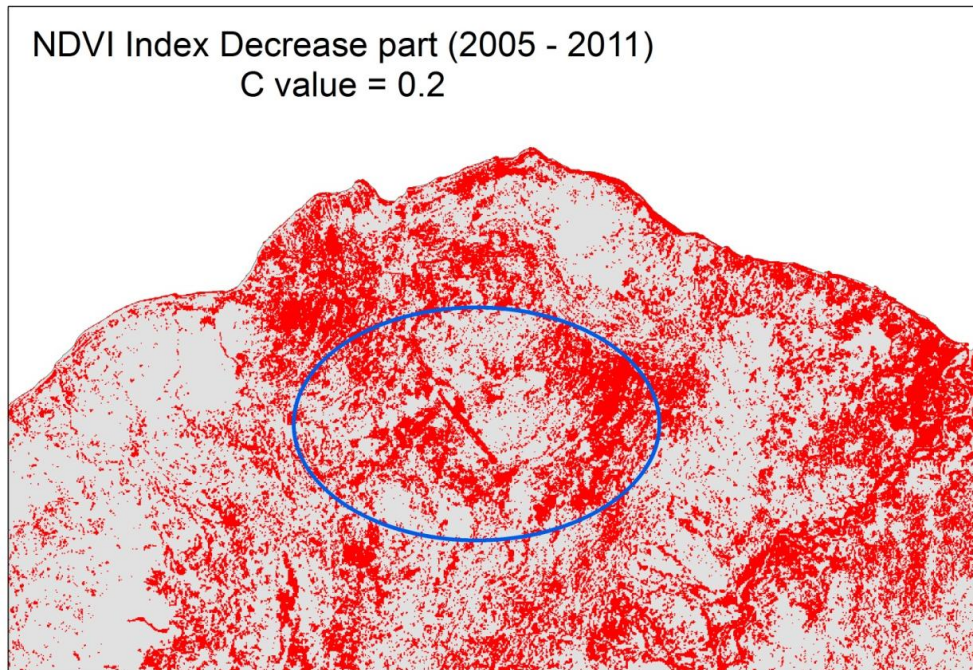 NDVI Index Decrease part (2005 - 2011)
C value = 0.2